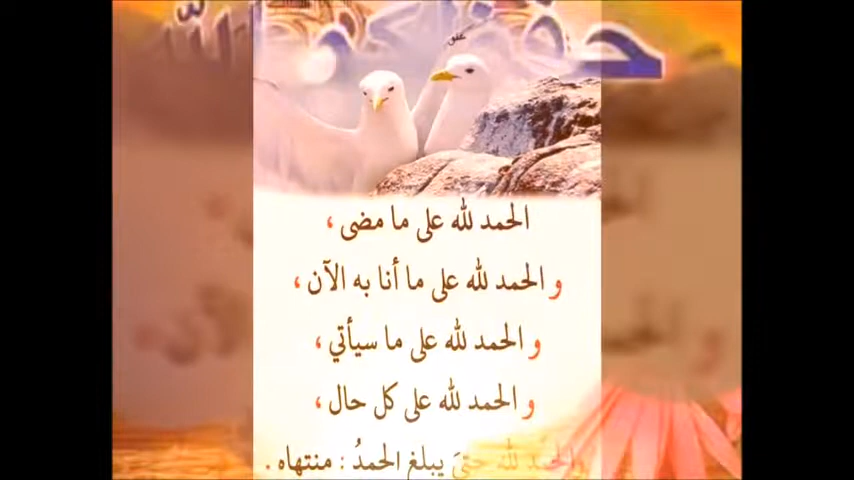 الحمد لله على ما مضى ،
و الحمد لله على ما أنا به الآن ،
و الحمد لله على ما سيأتي ،
و الحمد لله على كل حال ،
و الحمد لله حتىَ يبلغ الحمدُ : منتهاه .